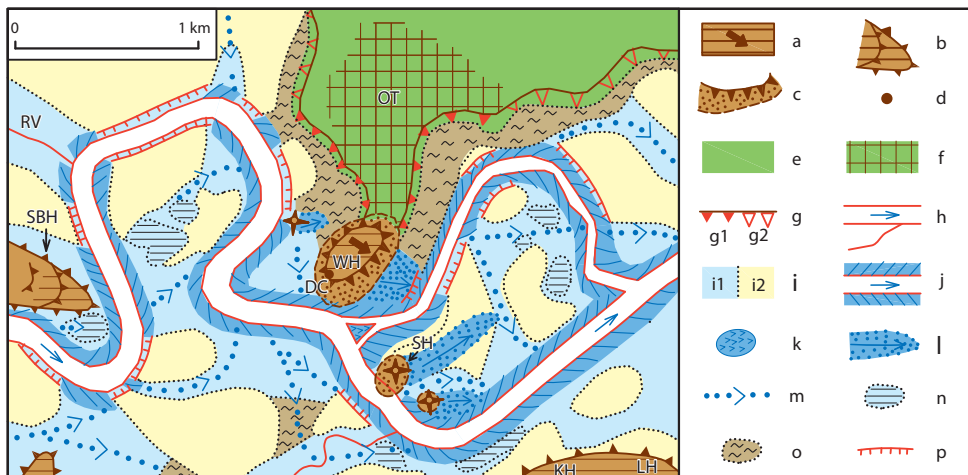 0 1 km
OT
RV
SBH
WH
DC
SH
KH LH
a b
c d
e f
g1 g2 g h
i1 i2 i j
k l
m n
o p